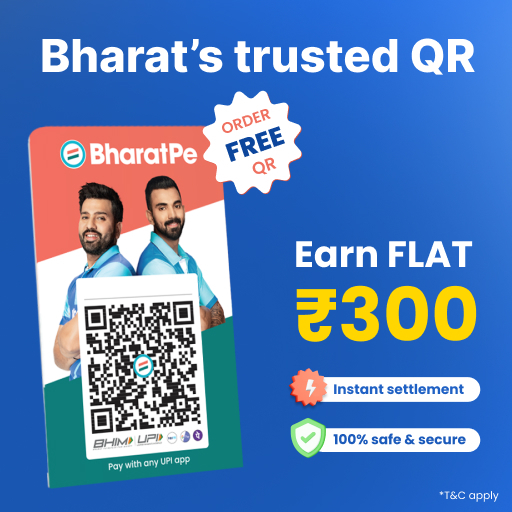 Bharat's trusted QR
ORDER
FREE
QR
BharatPe
Earn FLAT
₹300
Instant settlement
100% safe & secure
BHIM UPI
Pay with any UPI app
*T&C apply